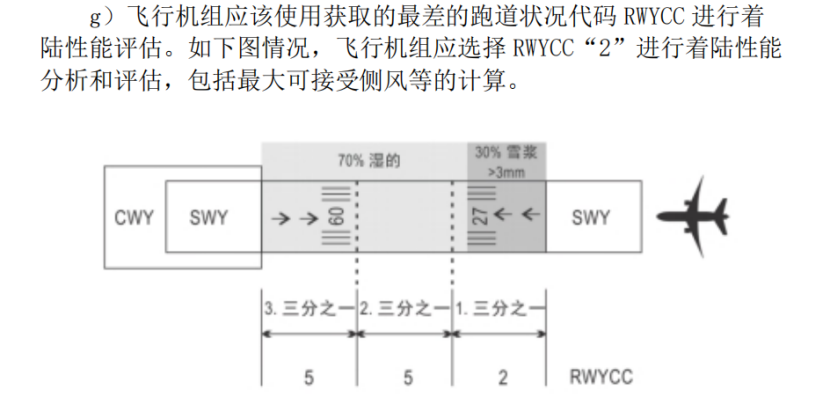 g）飞行机组应该使用获取的最差的跑道状况代码 RWYCC 进行着
陆性能评估。如下图情况，飞行机组应选择 RWYCC“2”进行着陆性能
分析和评估，包括最大可接受侧风等的计算。
70% 湿的
30% 雪浆
>3mm
CWY
SWY
09
27
SWY
3.三分之一
2.三分之一
1.三分之一
5
5
2
RWYCC